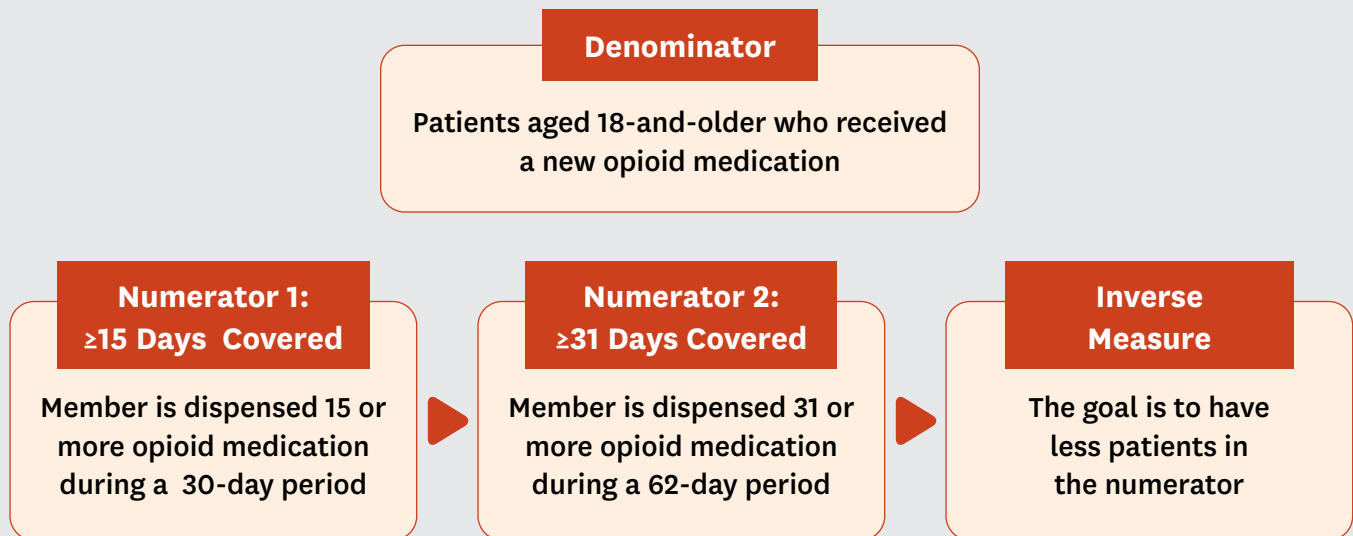 Denominator
Patients aged 18-and-older who received
a new opioid medication
Numerator 1:
≥15 Days  Covered
Member is dispensed 15 or
more opioid medication
during a  30-day period
Numerator 2:
≥31 Days Covered
Member is dispensed 31 or
more opioid medication
during a 62-day period
Inverse
Measure
The goal is to have
less patients in
the numerator